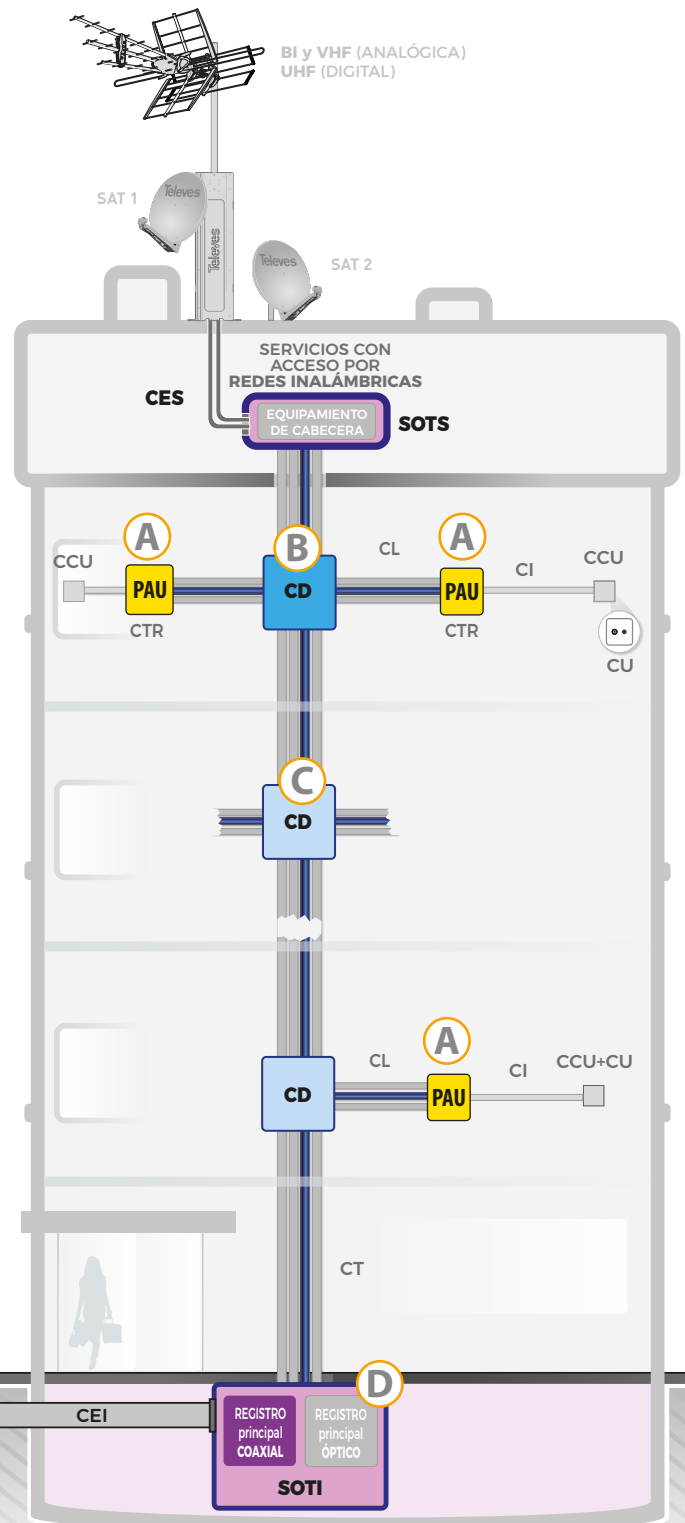 BI y VHF (ANALÓGICA)
UHF (DIGITAL)
SAT 1
Televes
Televes
Televes
SAT 2
SERVICIOS CON
ACCESO POR
REDES INALÁMBRICAS
CES
EQUIPAMIENTO
DE CABECERA
SOTS
A
B
A
CCU
PAU
CD
CL
PAU
CI
CCU
CTR
CTR
CU
C
CD
A
CD
CL
PAU
CI
CCU+CU
CT
D
CEI
REGISTRO
principal
COAXIAL
REGISTRO
principal
ÓPTICO
SOTI